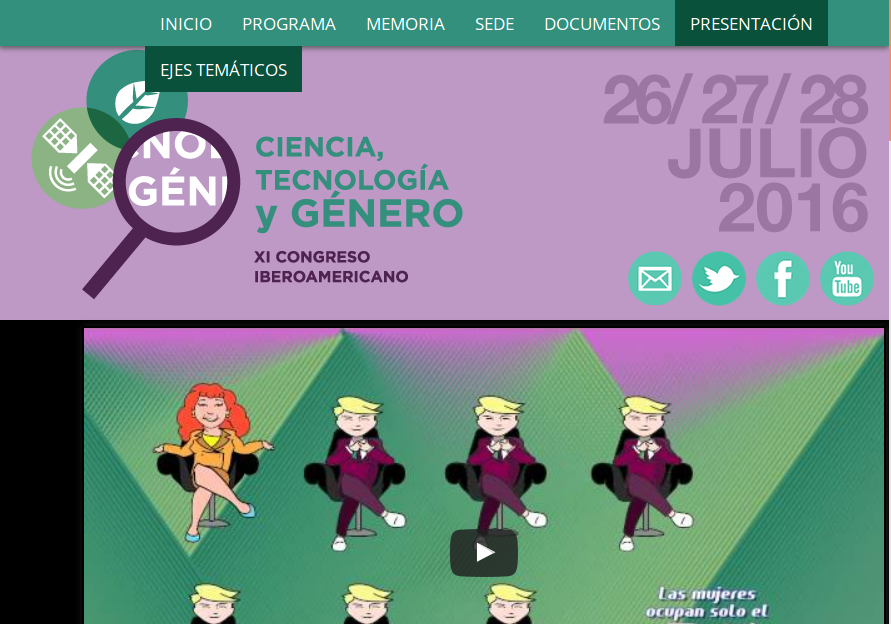 INICIO PROGRAMA MEMORIA SEDE DOCUMENTOS PRESENTACIÓN
EJES TEMÁTICOS
CNOL
GÉNI
CIENCIA,
TECNOLOGÍA
y GÉNERO
XI CONGRESO
IBEROAMERICANO
26/ 27/ 28
JULIO
2016
You
Tube
Las mujeres
ocupan solo el